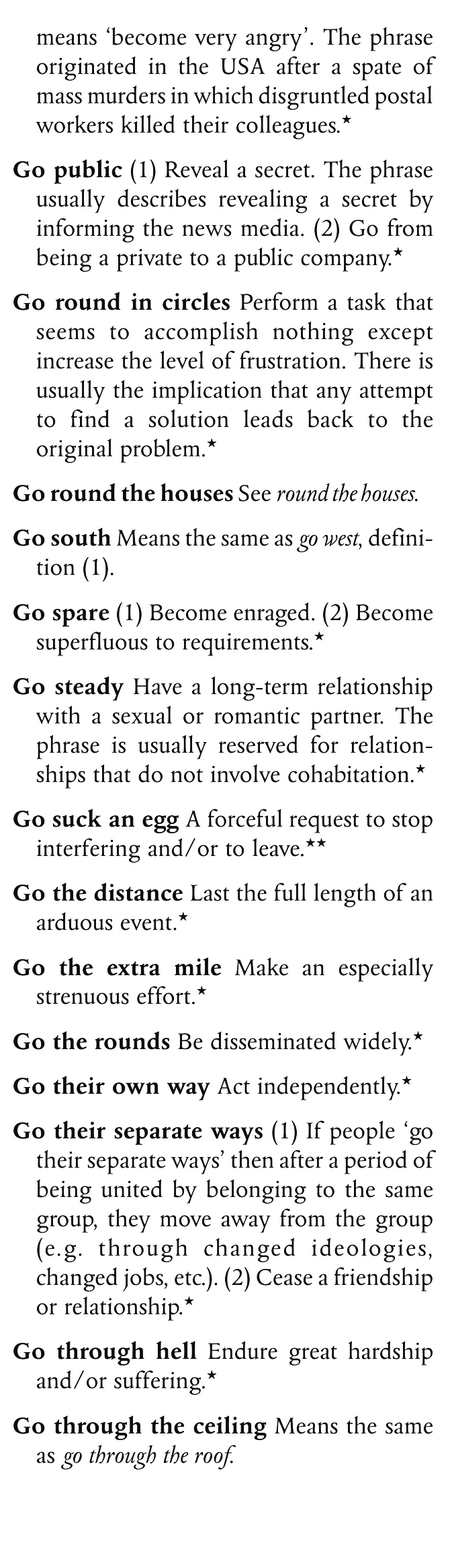 means ‘become very angry’. The phrase
originated in the USA after a spate of
mass murders in which disgruntled postal
workers killed their colleagues.★
Go public (1) Reveal a secret. The phrase
usually describes revealing a secret by
informing the news media. (2) Go from
being a private to a public company.★
Go round in circles Perform a task that
seems to accomplish nothing except
increase the level of frustration. There is
usually the implication that any attempt
to find a solution leads back to the
original problem.★
Go round the houses See round the houses.
Go south Means the same as go west, defini-
tion (1).
Go spare (1) Become enraged. (2) Become
superfluous to requirements.★
Go steady Have a long-term relationship
with a sexual or romantic partner. The
phrase is usually reserved for relation-
ships that do not involve cohabitation.★
Go suck an egg A forceful request to stop
interfering and/or to leave.★★
Go the distance Last the full length of an
arduous event.★
Go the extra mile Make an especially
strenuous effort.★
Go the rounds Be disseminated widely.★
Go their own way Act independently.★
Go their separate ways (1) If people ‘go
their separate ways’ then after a period of
being united by belonging to the same
group, they move away from the group
(e.g. through changed ideologies,
changed jobs, etc.). (2) Cease a friendship
or relationship.★
Go through hell Endure great hardship
and/or suffering.★
Go through the ceiling Means the same
as go through the roof.